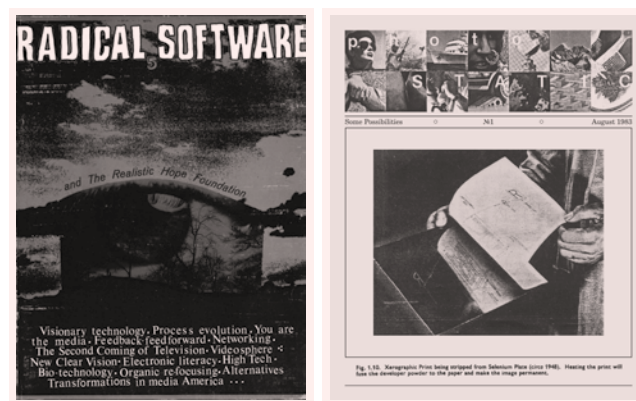 RADICAL SOFTWARE
and The Realistic Hope Foundation
Visionary technology · Process evolution · You are
the media · Feedback-feedforward · Networking ·
The Second Coming of Television · Videosphere ·
New Clear Vision · Electronic literacy · High Tech ·
Bio-technology · Organic re-focusing · Alternatives
Transformations in media America ...
photo
STATIC
Some Possibilities
№1
August 1983
Fig. 1.10. Xerographic Print being stripped from Selenium Plate (circa 1948). Heating the print will
fuse the developer powder to the paper and make the image permanent.